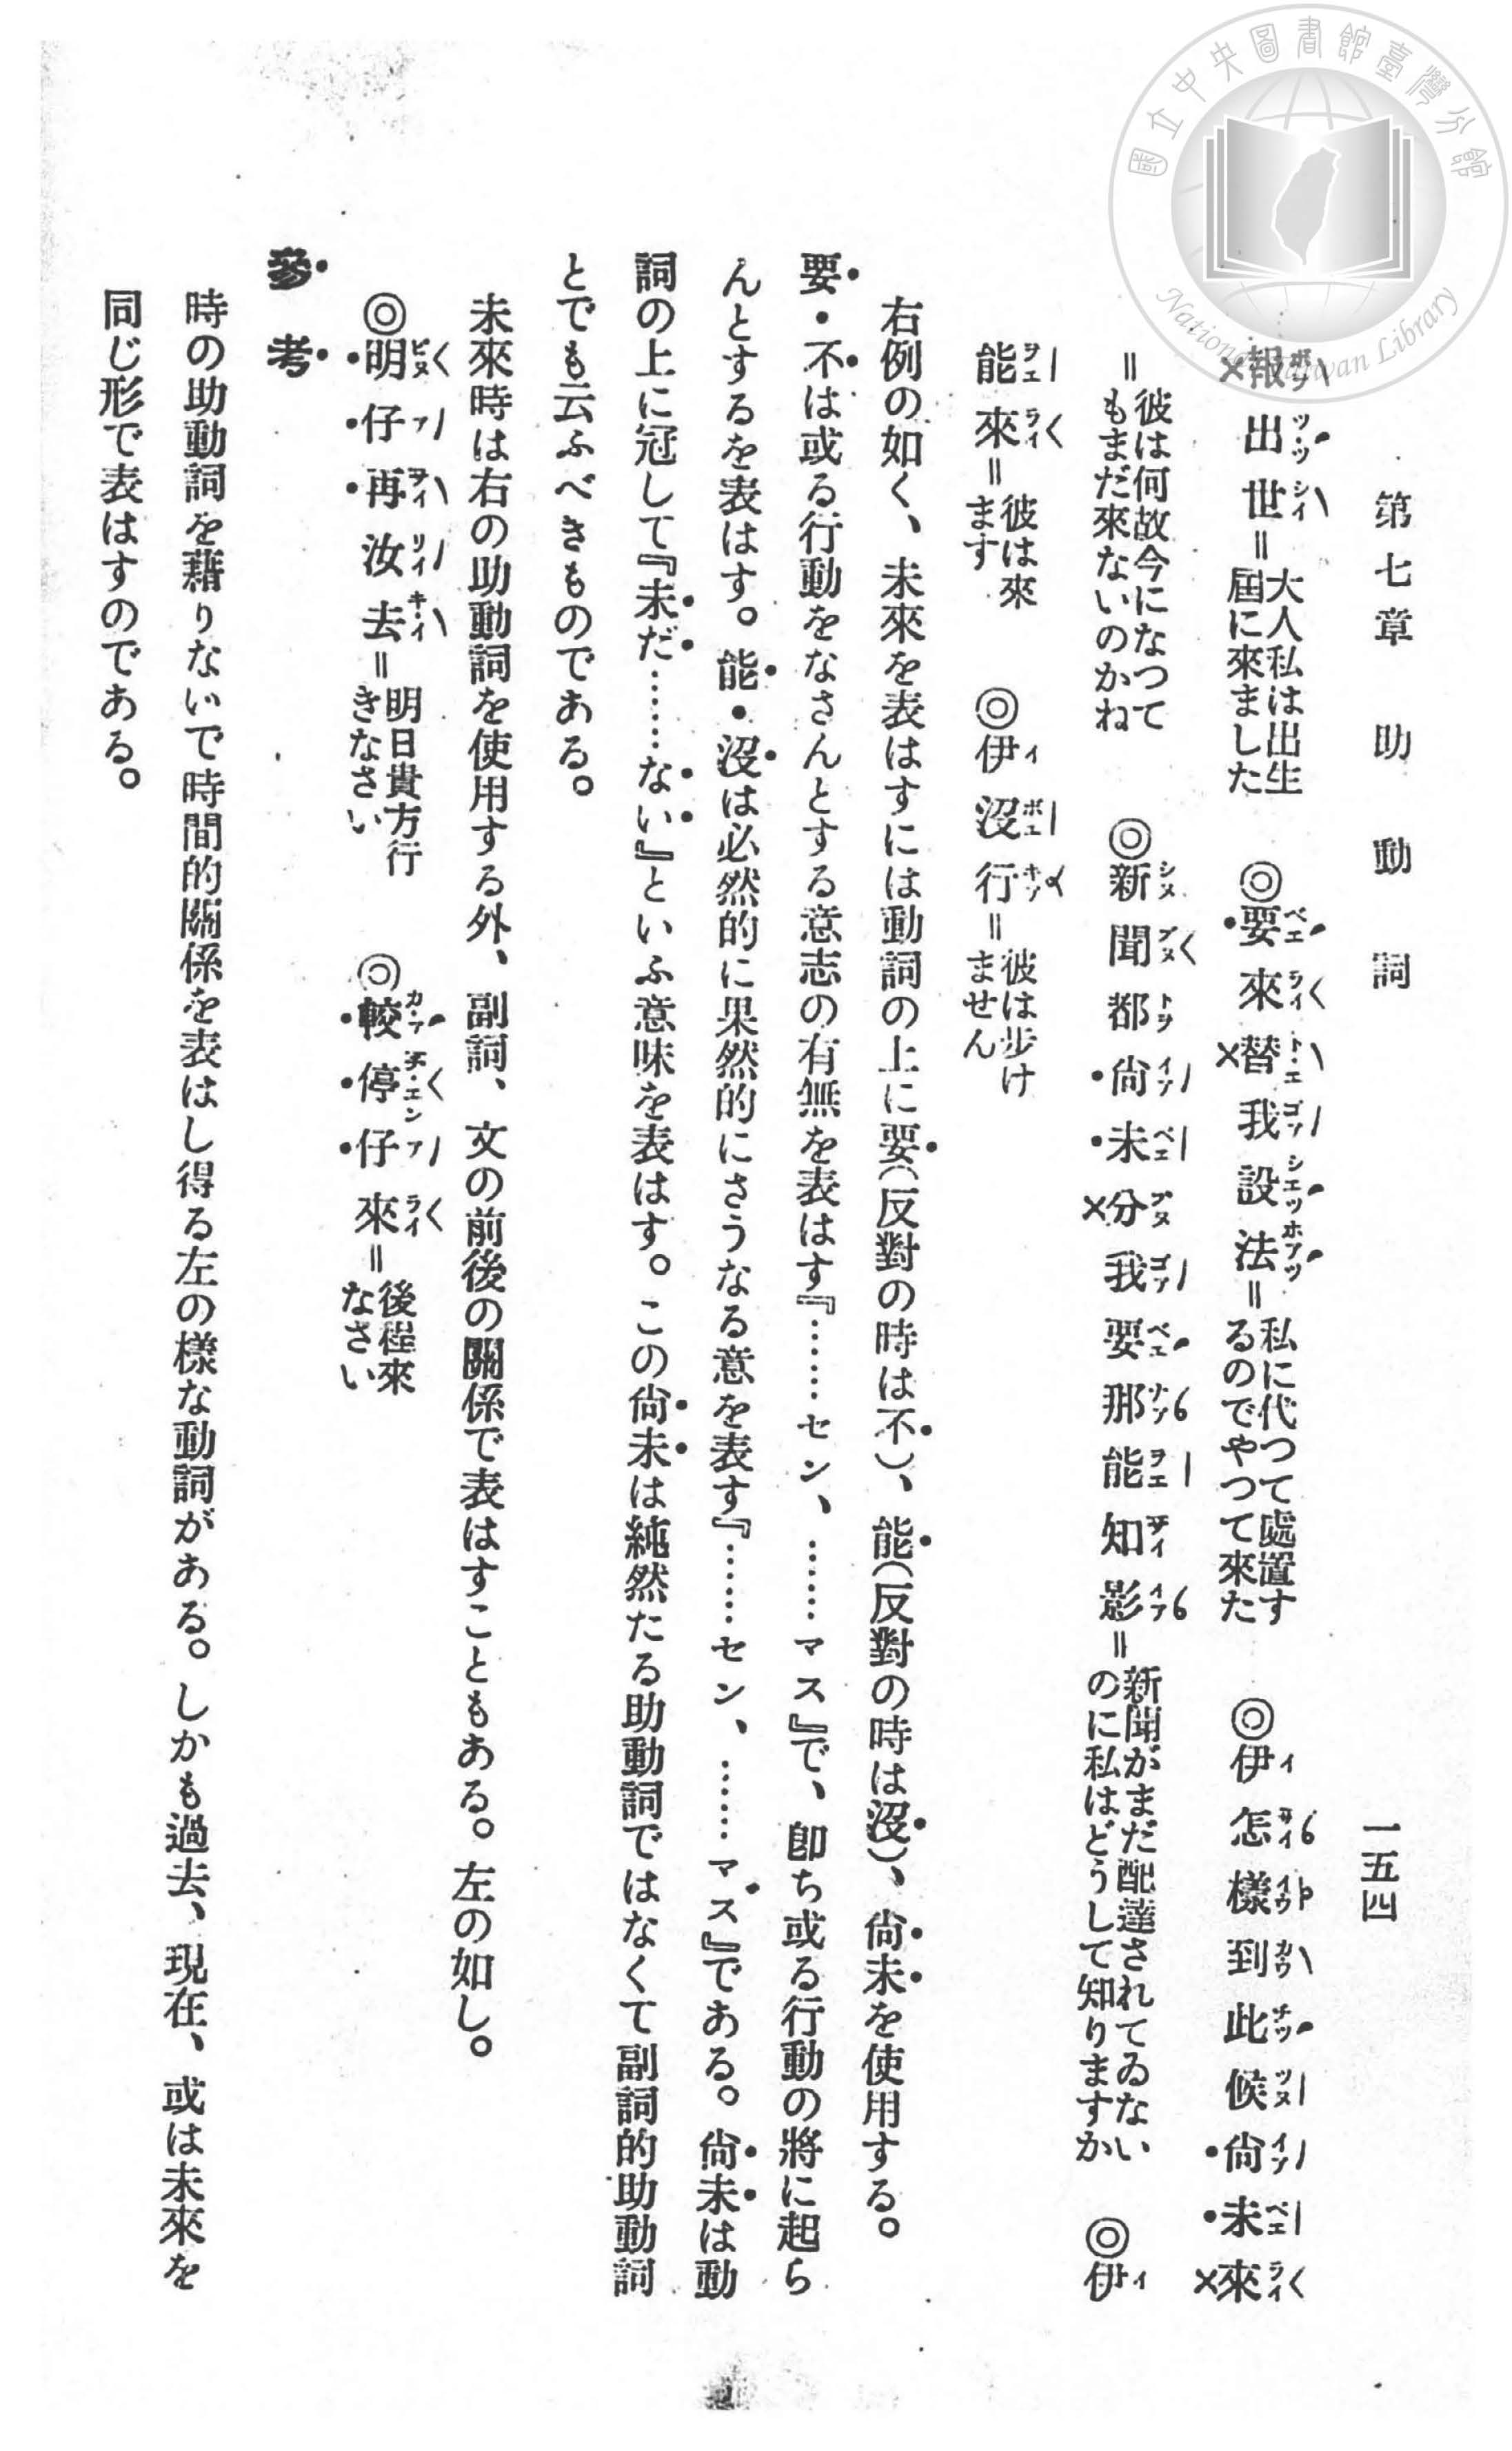 國立中央圖書館臺灣分館
National Taiwan Library
第七章 助動詞 一五四
報出世=大人私は出生屆に來ました ◎要來替我設法=私に代つて處置するのでやつて來た ◎伊怎樣到此候尙未來
=彼は何故今になつてもまだ來ないのかね ◎新聞都尙未分我要那能知影=新聞がまだ配達されてゐないのに私はどうして知りますか ◎伊
能來=彼は來ます ◎伊沒行=彼は步けません
右例の如く、未來を表はすには動詞の上に要(反對の時は不)、能(反對の時は沒)、尙未を使用する。
要・不は或る行動をなさんとする意志の有無を表はす『……セン、……マス』で、卽ち或る行動の將に起ら
んとするを表はす。能・沒は必然的に果然的にさうなる意を表す『……セン、……マス』である。尙未は動
詞の上に冠して『未だ……ない』といふ意味を表はす。この尙未は純然たる助動詞ではなくて副詞的助動詞
とでも云ふべきものである。
未來時は右の助動詞を使用する外、副詞、文の前後の關係で表はすこともある。左の如し。
◎明仔再汝去=明日貴方行きなさい ◎較停仔來=後程來なさい
參考
時の助動詞を藉りないで時間的關係を表はし得る左の樣な動詞がある。しかも過去、現在、或は未來を
同じ形で表はすのである。